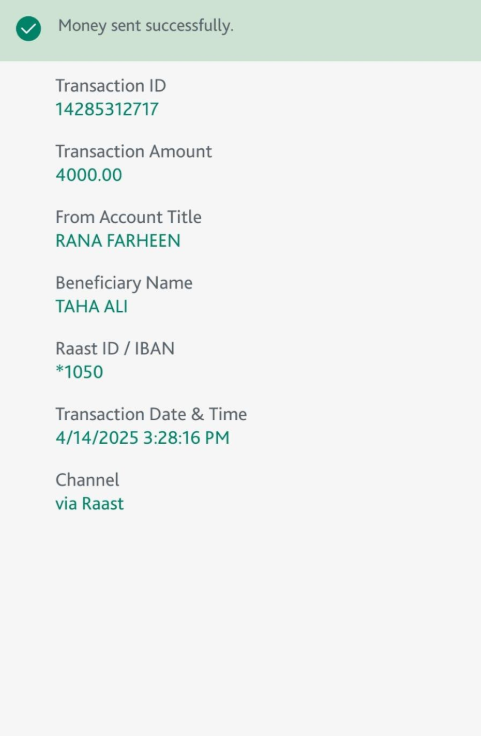 Money sent successfully.
Transaction ID
14285312717
Transaction Amount
4000.00
From Account Title
RANA FARHEEN
Beneficiary Name
TAHA ALI
Raast ID / IBAN
*1050
Transaction Date & Time
4/14/2025 3:28:16 PM
Channel
via Raast